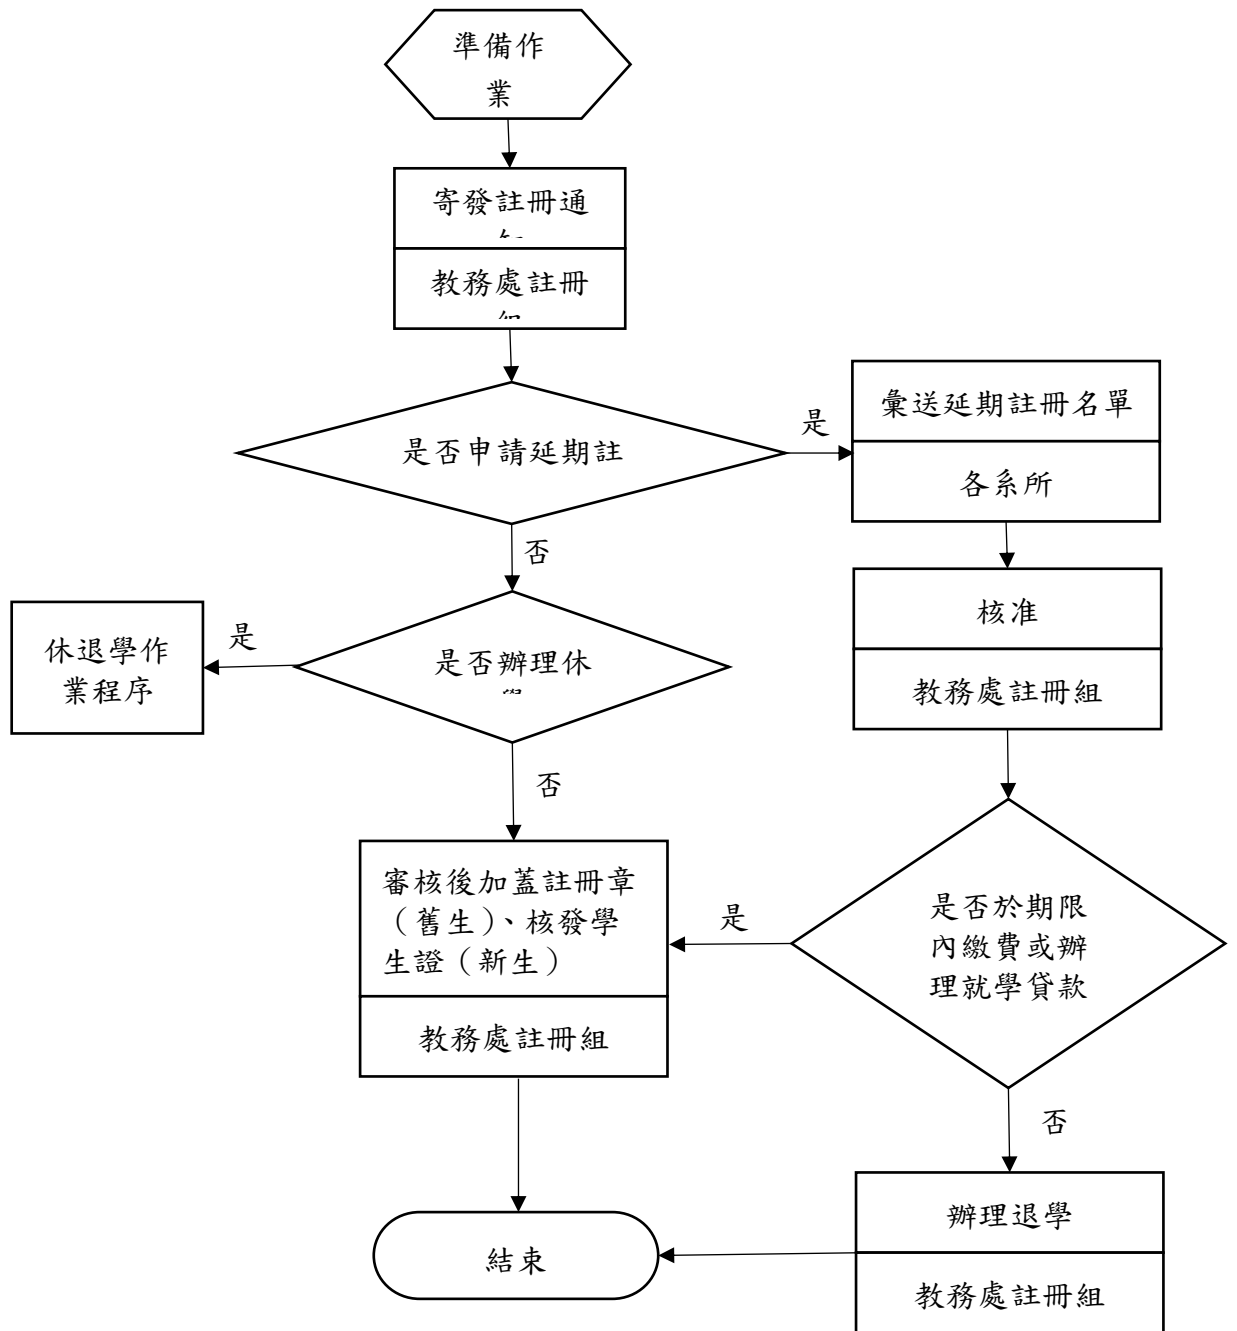 準備作
業
寄發註冊通
教務處註冊
是否申請延期註
是
彙送延期註冊名單
各系所
否
核准
教務處註冊組
休退學作
業程序
是
是否辦理休
否
審核後加蓋註冊章
（舊生）、核發學
生證（新生）
教務處註冊組
是
是否於期限
內繳費或辦
理就學貸款
否
辦理退學
教務處註冊組
結束